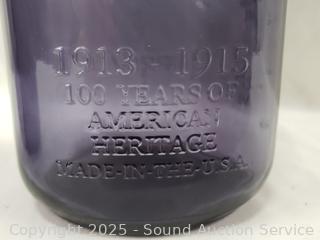 1913 - 1915
100 YEARS OF
AMERICAN
HERITAGE
MADE-IN-THE-U.S.A.
Copyright 2025 - Sound Auction Service